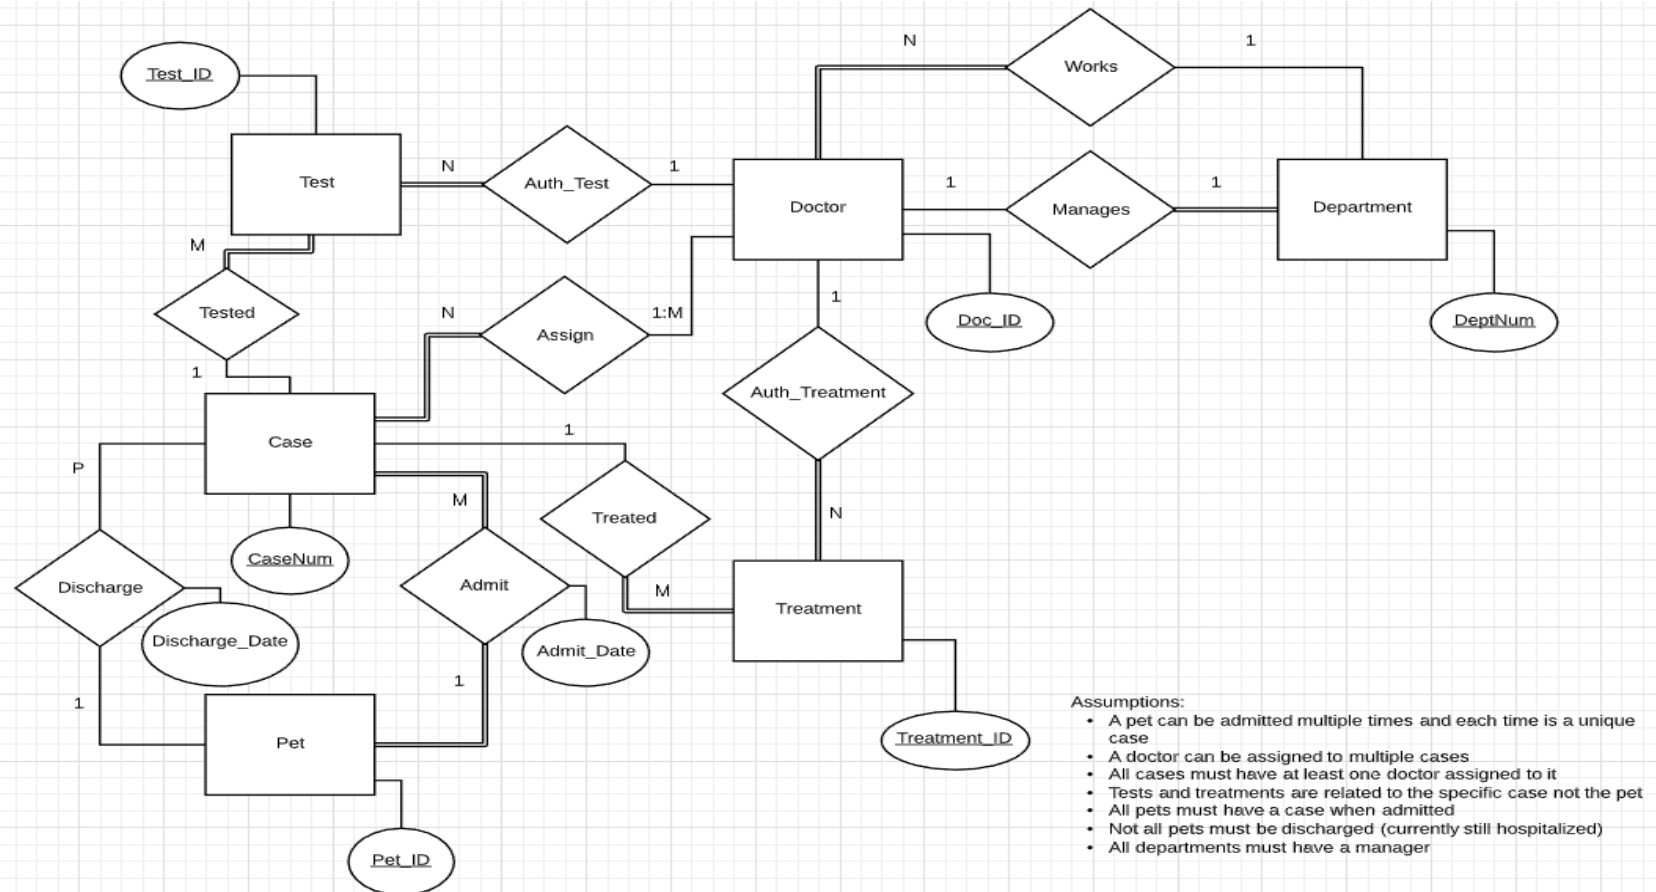 N
1
Works
Test_ID
Test
N
Auth_Test
1
Doctor
1
Manages
1
Department
M
Tested
1
N
Assign
1:M
1
Doc_ID
DeptNum
Auth_Treatment
Case
1
P
M
Treated
N
CaseNum
Discharge
Admit
M
Treatment
Discharge_Date
Admit_Date
1
1
Pet
Treatment_ID
Pet_ID
Assumptions:
• A pet can be admitted multiple times and each time is a unique
case
• A doctor can be assigned to multiple cases
• All cases must have at least one doctor assigned to it
• Tests and treatments are related to the specific case not the pet
• All pets must have a case when admitted
• Not all pets must be discharged (currently still hospitalized)
• All departments must have a manager